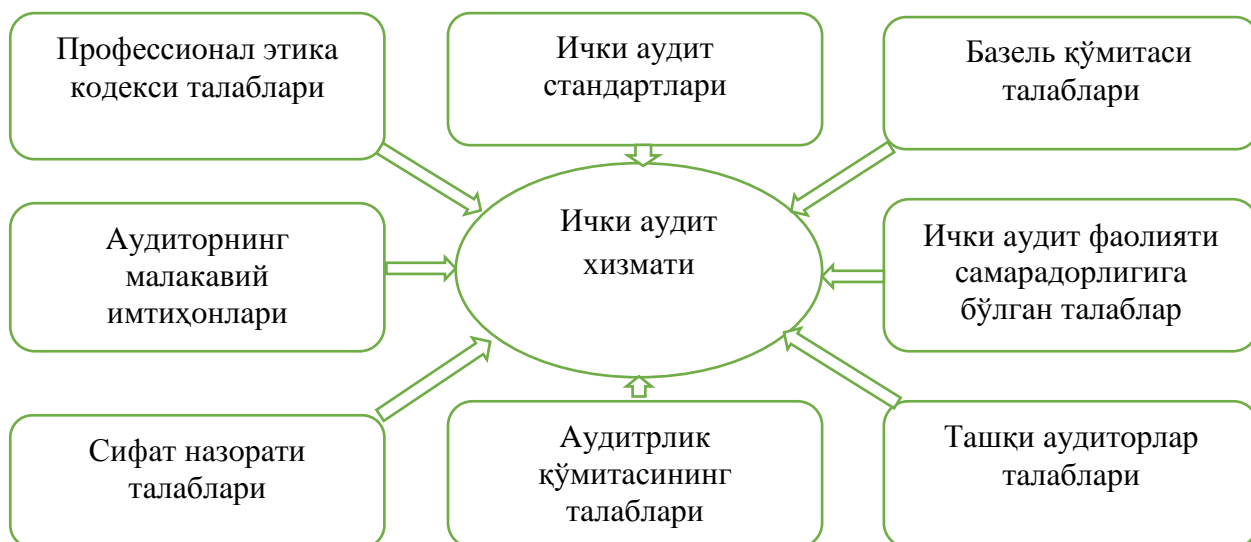 Профессионал этика
кодекси талаблари
Ички аудит
стандартлари
Базель қўмитаси
талаблари
Аудиторнинг
малакавий
имтиҳонлари
Ички аудит
хизмати
Ички аудит фаолияти
самарадорлигига
бўлган талаблар
Сифат назорати
талаблари
Аудитрлик
қўмитасининг
талаблари
Ташқи аудиторлар
талаблари